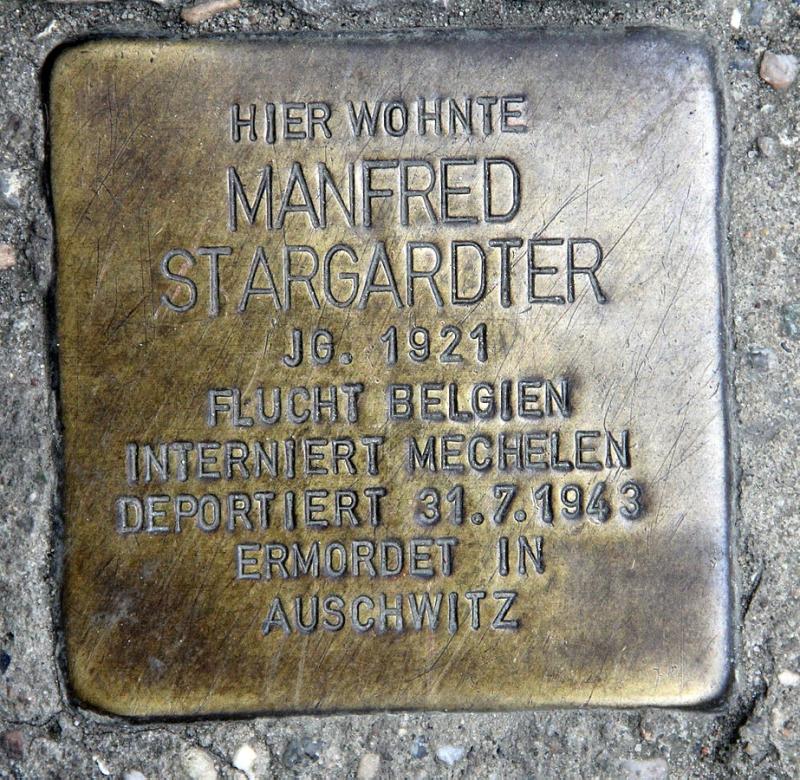 HIER WOHNTE
MANFRED
STARGARDTER
JG. 1921
FLUCHT BELGIEN
INTERNIERT MECHELEN
DEPORTIERT 31.7.1943
ERMORDET IN
AUSCHWITZ